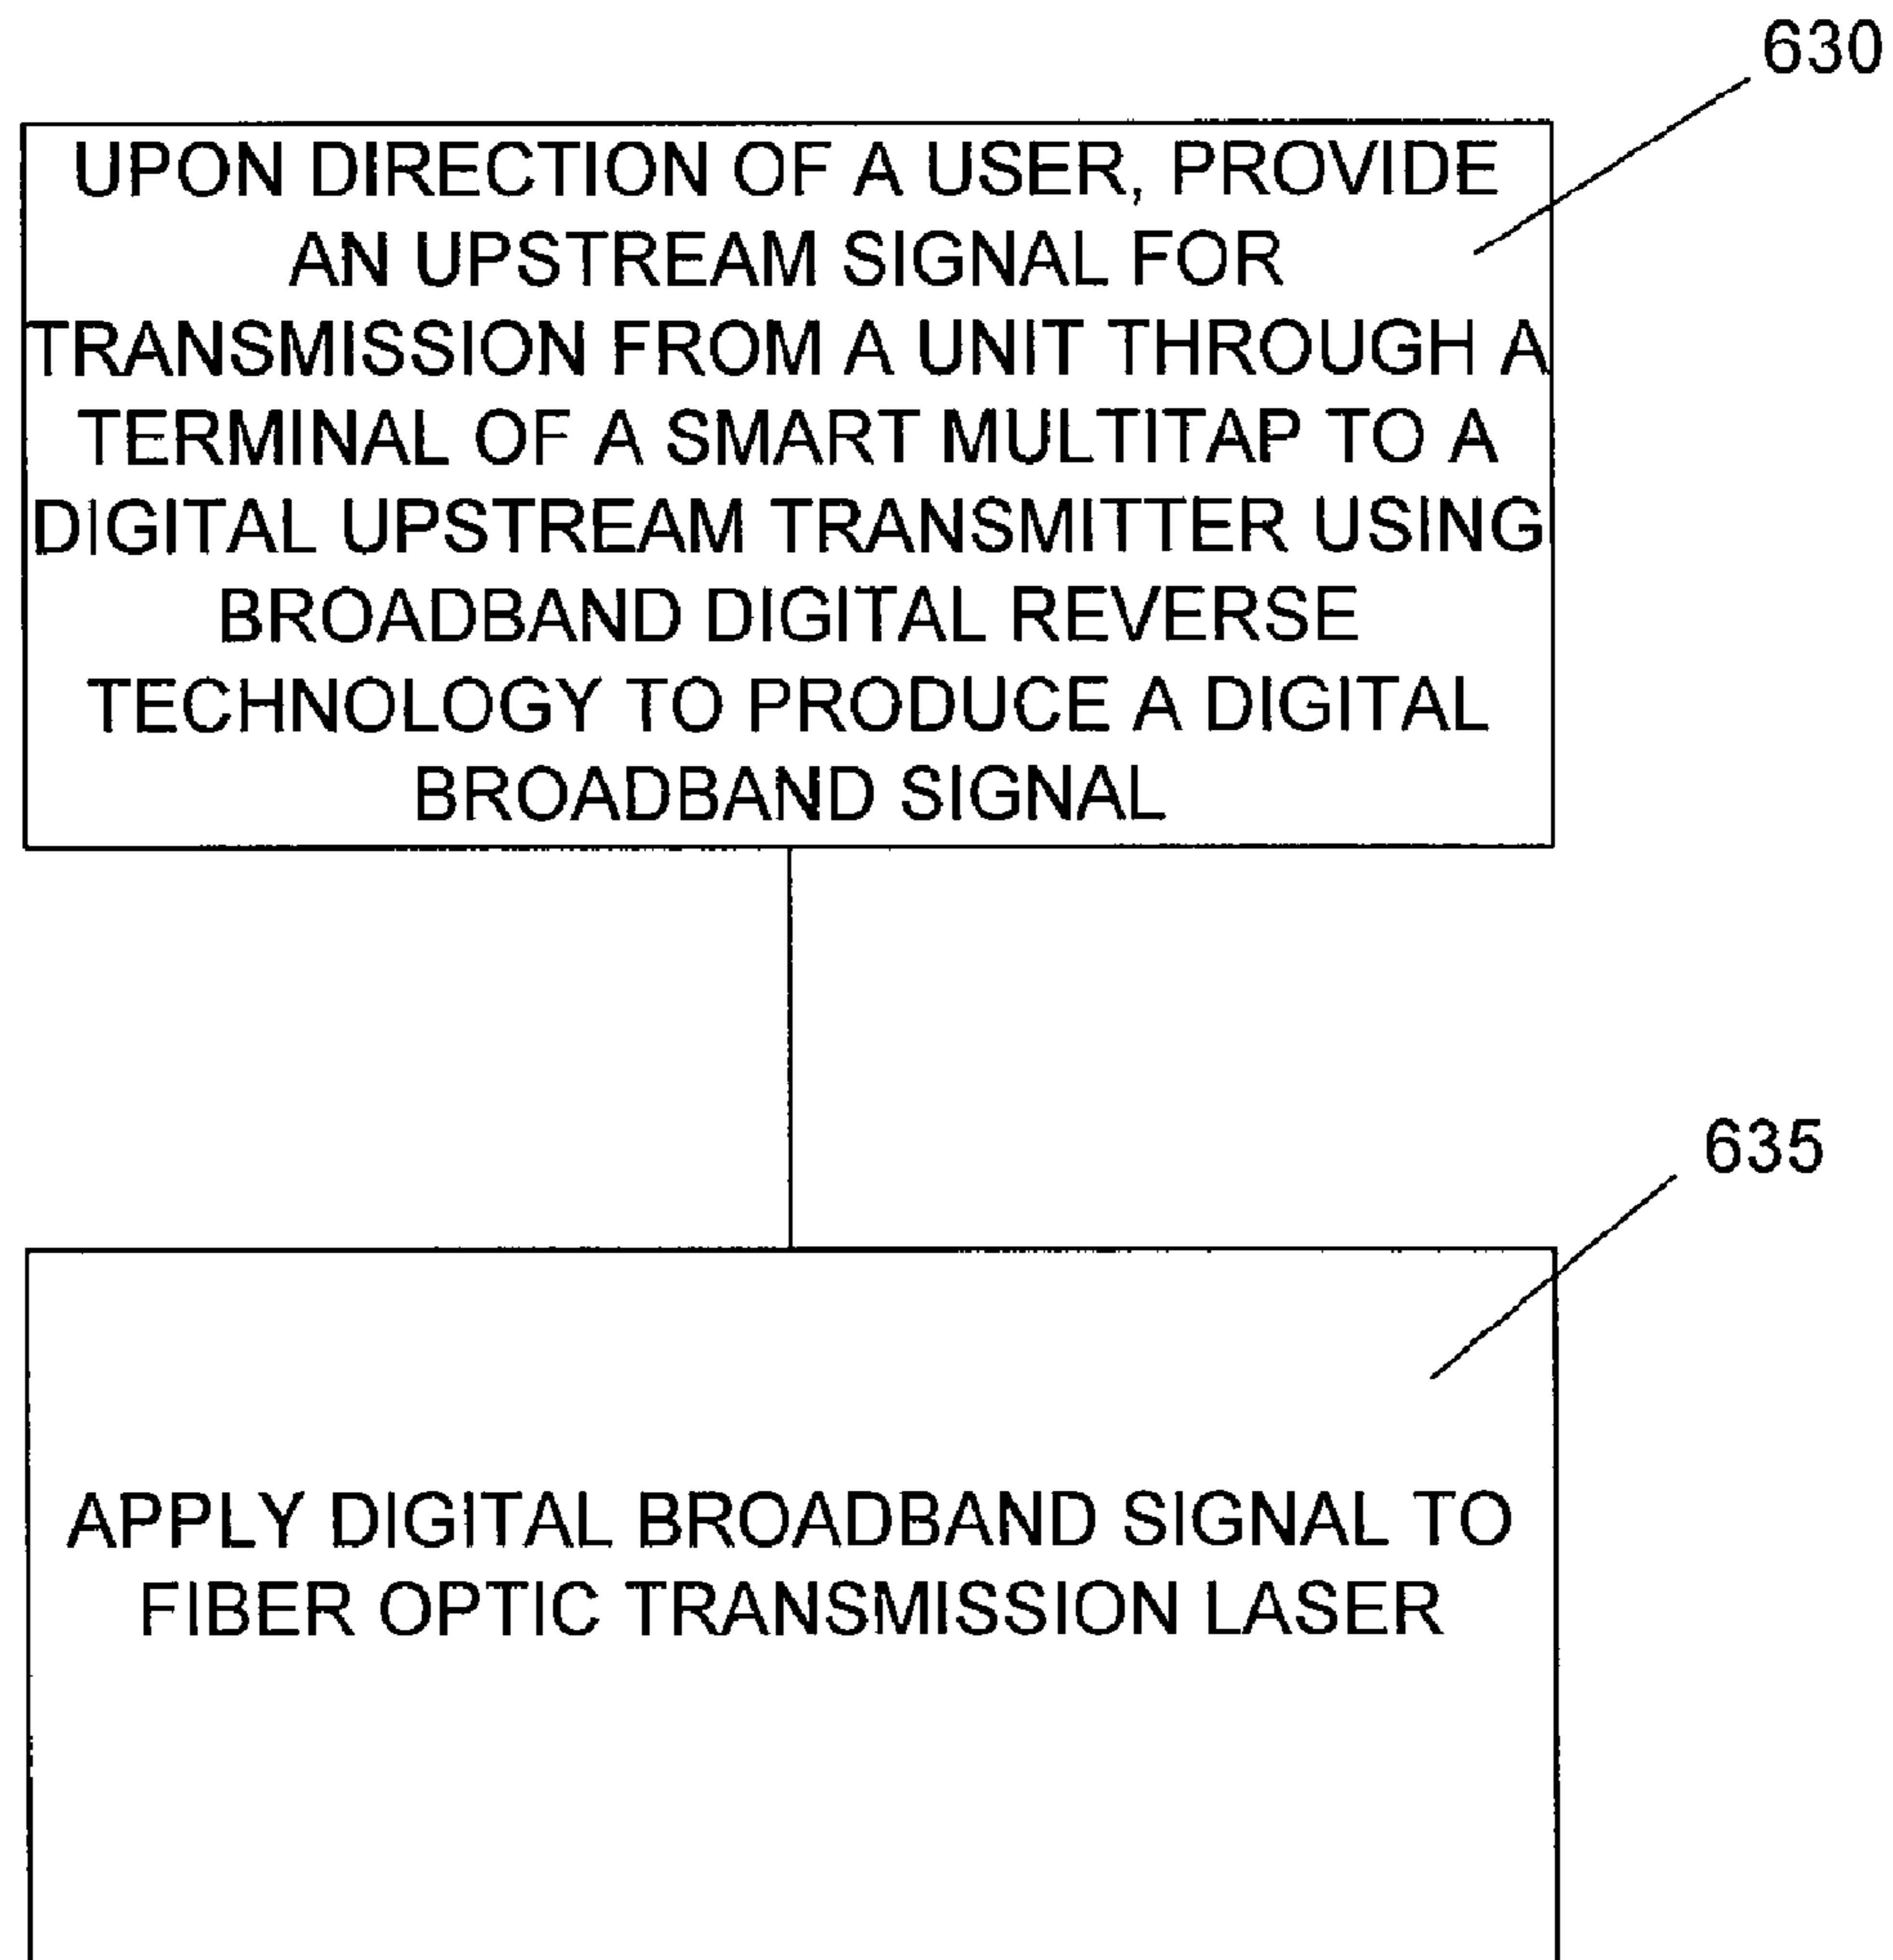 630
UPON DIRECTION OF A USER, PROVIDE
AN UPSTREAM SIGNAL FOR
TRANSMISSION FROM A UNIT THROUGH A
TERMINAL OF A SMART MULTITAP TO A
DIGITAL UPSTREAM TRANSMITTER USING
BROADBAND DIGITAL REVERSE
TECHNOLOGY TO PRODUCE A DIGITAL
BROADBAND SIGNAL
635
APPLY DIGITAL BROADBAND SIGNAL TO
FIBER OPTIC TRANSMISSION LASER